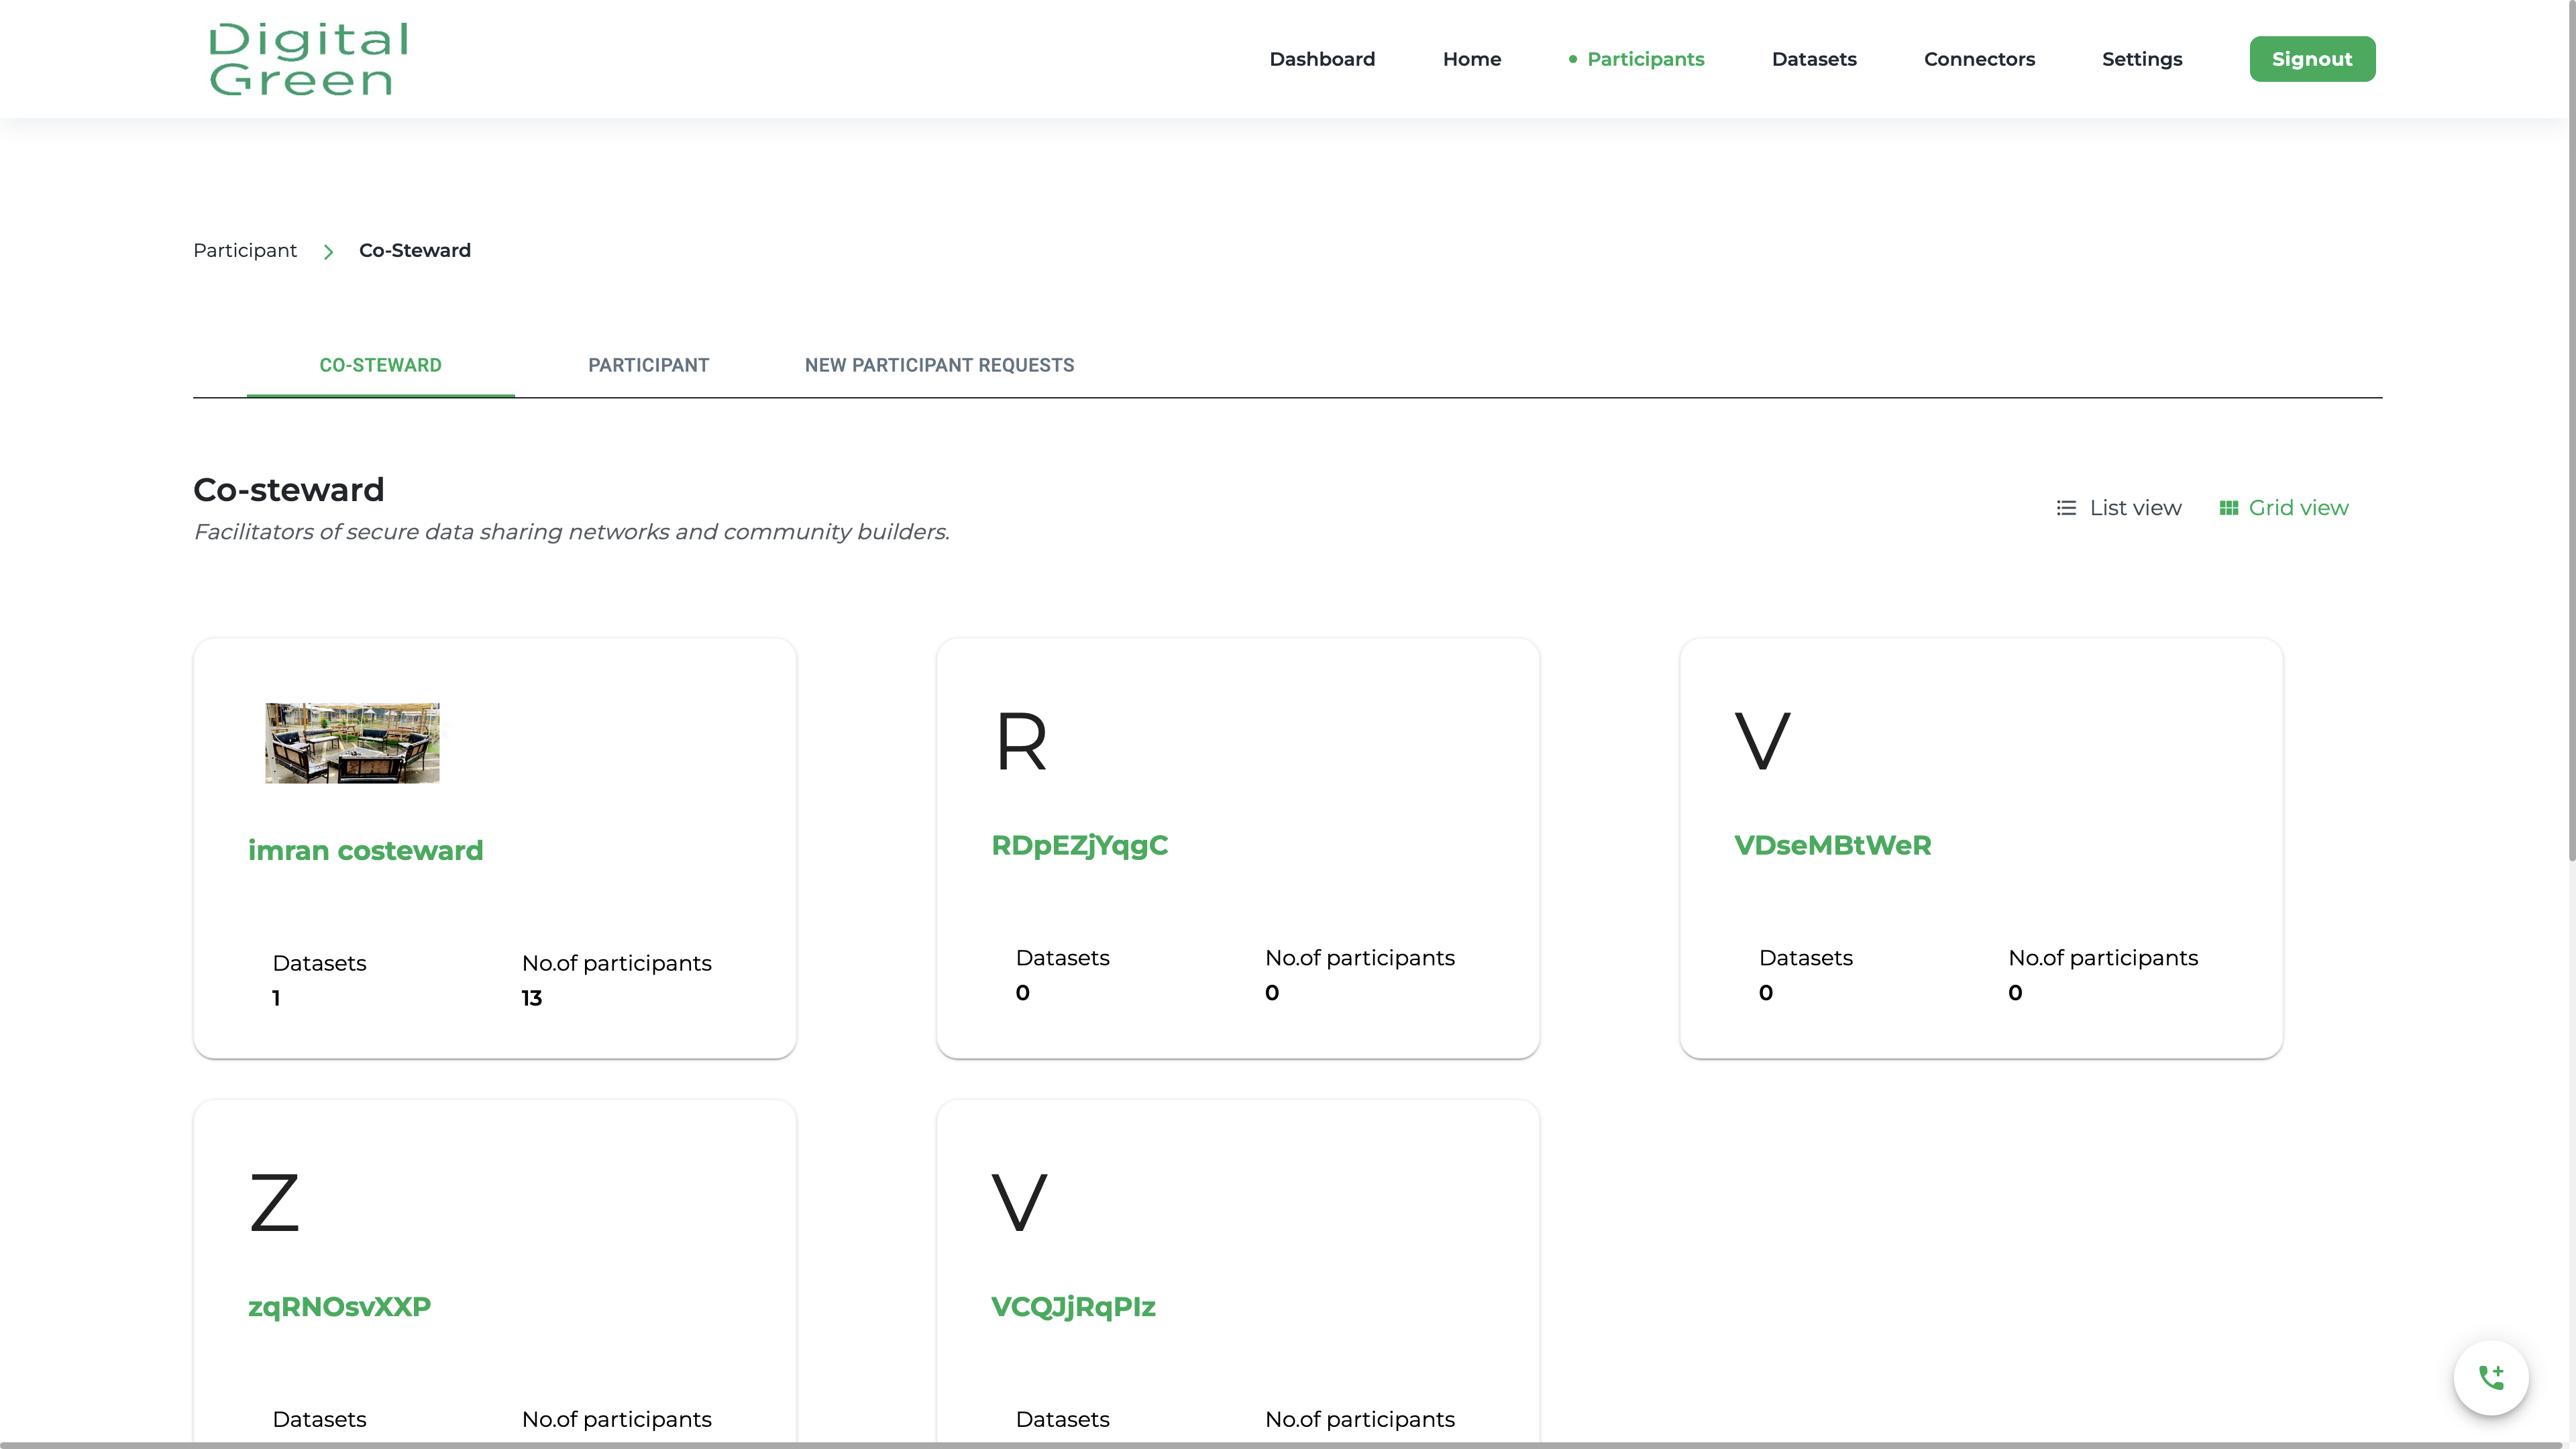 Digital
Green
Dashboard
Home
Participants
Datasets
Connectors
Settings
Signout
Participant
Co-Steward
CO-STEWARD
PARTICIPANT
NEW PARTICIPANT REQUESTS
Co-steward
Facilitators of secure data sharing networks and community builders.
List view
Grid view
imran costeward
Datasets
1
No.of participants
13
R
RDpEZjYqgC
Datasets
0
No.of participants
0
V
VDseMBtWeR
Datasets
0
No.of participants
0
Z
zqRNOsvXXP
Datasets
No.of participants
V
VCQJjRqPIz
Datasets
No.of participants